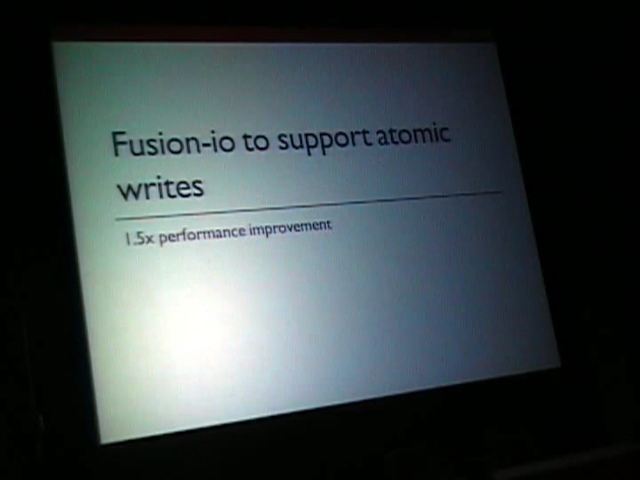 Fusion-io to support atomic
writes
1.5x performance improvement